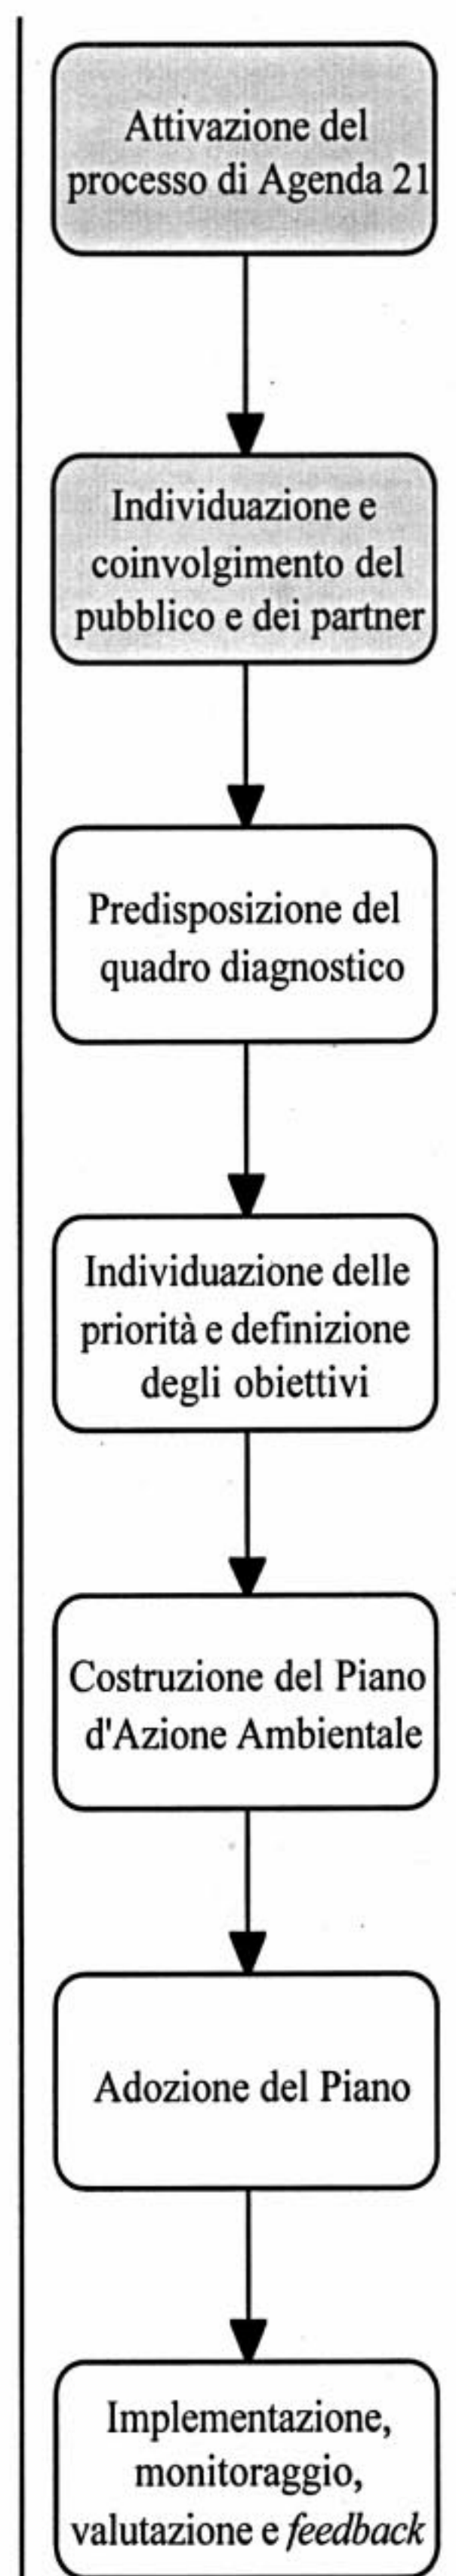 Attivazione del
processo di Agenda 21
Individuazione e
coinvolgimento del
pubblico e dei partner
Predisposizione del
quadro diagnostico
Individuazione delle
priorità e definizione
degli obiettivi
Costruzione del Piano
d'Azione Ambientale
Adozione del Piano
Implementazione,
monitoraggio,
valutazione e feedback